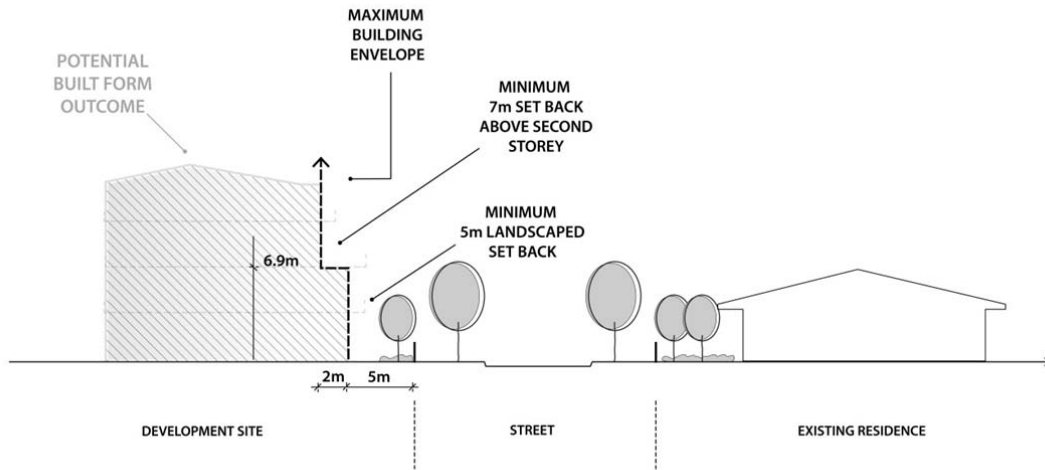 MAXIMUM
BUILDING
ENVELOPE
POTENTIAL
BUILT FORM
OUTCOME
MINIMUM
7m SET BACK
ABOVE SECOND
STOREY
MINIMUM
5m LANDSCAPED
SET BACK
6.9m
2m
5m
DEVELOPMENT SITE
STREET
EXISTING RESIDENCE